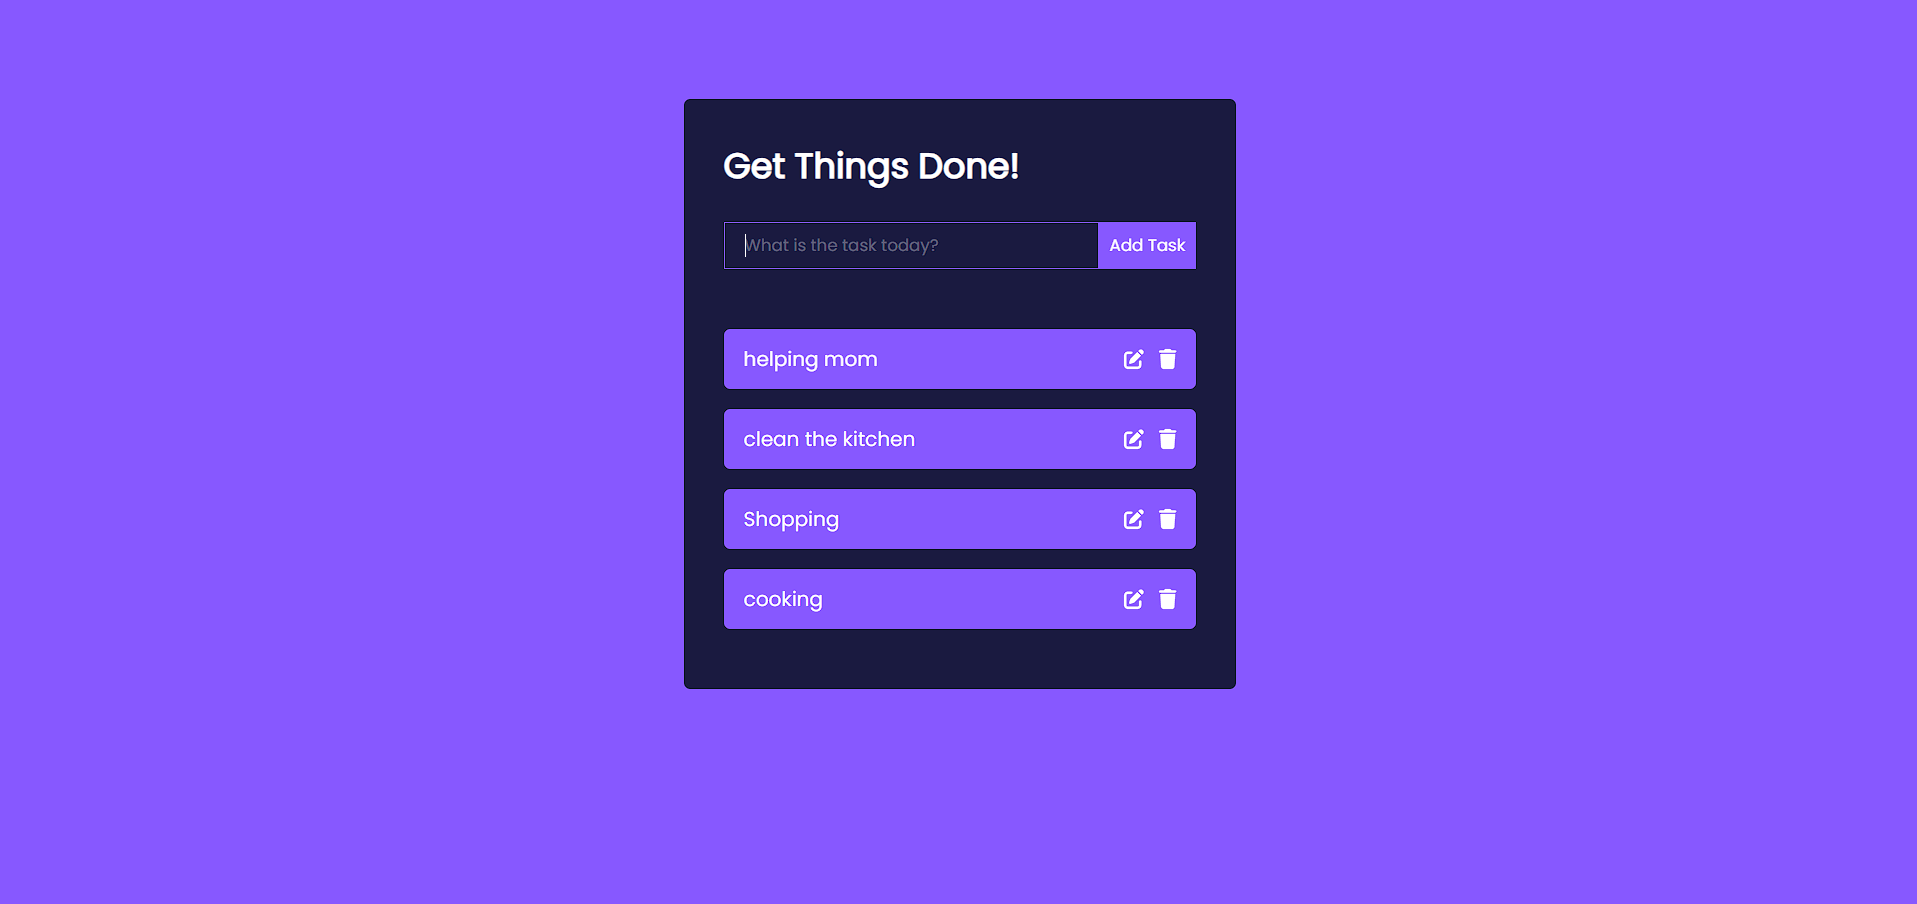 Get Things Done!
What is the task today?
Add Task
helping mom
clean the kitchen
Shopping
cooking